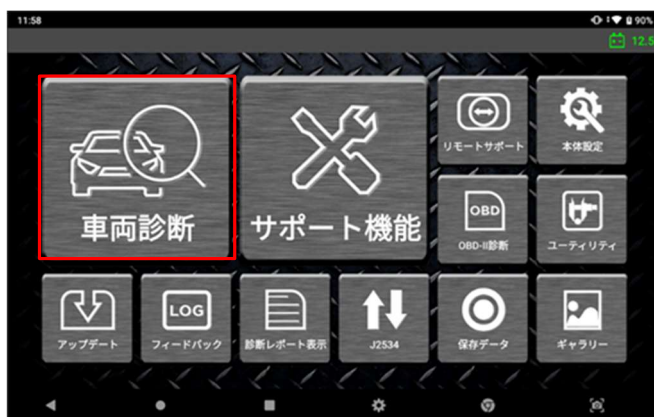 11:58
90%
12.5
車両診断
サポート機能
リモートサポート
本体設定
OBD
OBD-II診断
ユーティリティ
アップデート
LOG
フィードバック
診断レポート表示
J2534
保存データ
ギャラリー